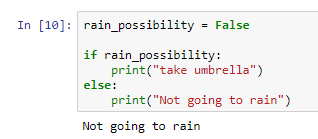 In [10]: rain_possibility = False
if rain_possibility:
    print("take umbrella")
else:
    print("Not going to rain")
Not going to rain